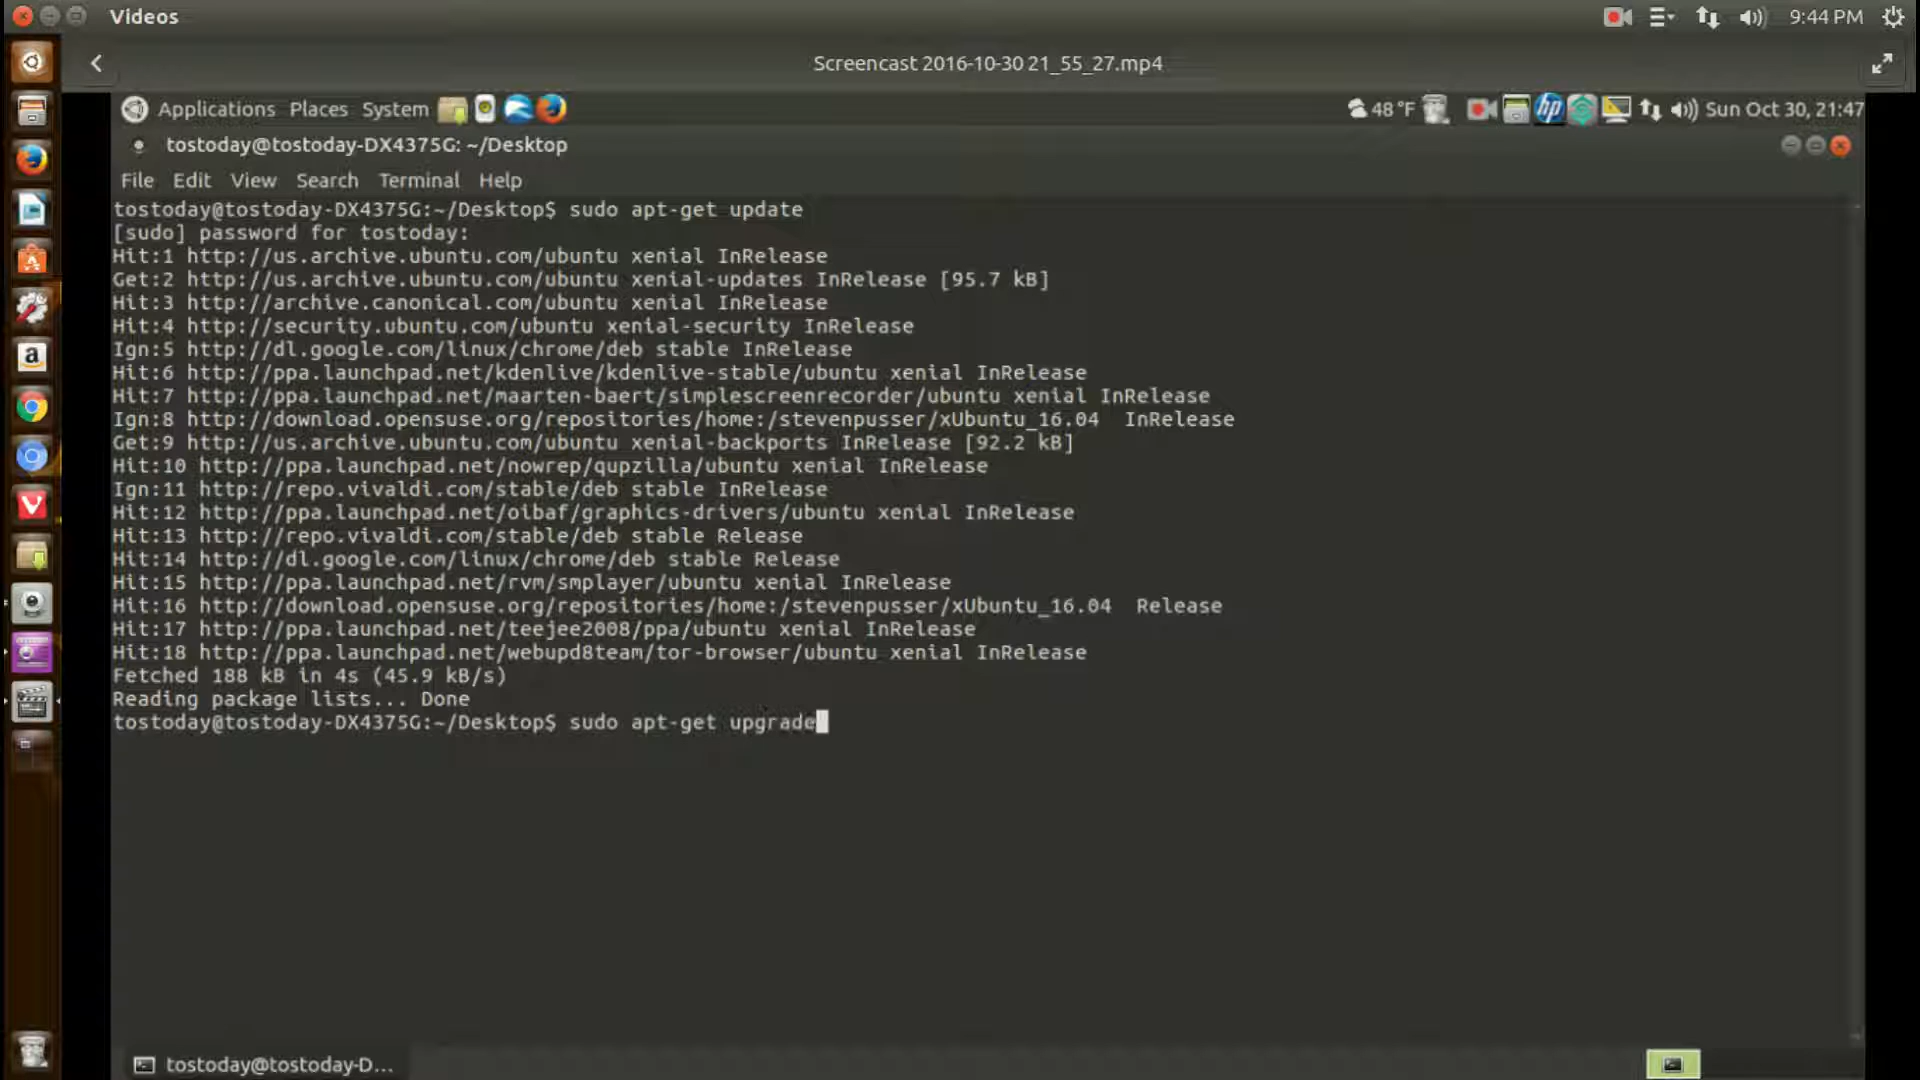 Videos
9:44 PM
Screencast 2016-10-30 21_55_27.mp4
Applications Places System
48 °F
hp
Sun Oct 30, 21:47
tostoday@tostoday-DX4375G: ~/Desktop
File Edit View Search Terminal Help
tostoday@tostoday-DX4375G:~/Desktop$ sudo apt-get update
[sudo] password for tostoday:
Hit:1 http://us.archive.ubuntu.com/ubuntu xenial InRelease
Get:2 http://us.archive.ubuntu.com/ubuntu xenial-updates InRelease [95.7 kB]
Hit:3 http://archive.canonical.com/ubuntu xenial InRelease
Hit:4 http://security.ubuntu.com/ubuntu xenial-security InRelease
Ign:5 http://dl.google.com/linux/chrome/deb stable InRelease
Hit:6 http://ppa.launchpad.net/kdenlive/kdenlive-stable/ubuntu xenial InRelease
Hit:7 http://ppa.launchpad.net/maarten-baert/simplescreenrecorder/ubuntu xenial InRelease
Ign:8 http://download.opensuse.org/repositories/home:/stevenpusser/xUbuntu_16.04  InRelease
Get:9 http://us.archive.ubuntu.com/ubuntu xenial-backports InRelease [92.2 kB]
Hit:10 http://ppa.launchpad.net/nowrep/qupzilla/ubuntu xenial InRelease
Ign:11 http://repo.vivaldi.com/stable/deb stable InRelease
Hit:12 http://ppa.launchpad.net/oibaf/graphics-drivers/ubuntu xenial InRelease
Hit:13 http://repo.vivaldi.com/stable/deb stable Release
Hit:14 http://dl.google.com/linux/chrome/deb stable Release
Hit:15 http://ppa.launchpad.net/rvm/smplayer/ubuntu xenial InRelease
Hit:16 http://download.opensuse.org/repositories/home:/stevenpusser/xUbuntu_16.04  Release
Hit:17 http://ppa.launchpad.net/teejee2008/ppa/ubuntu xenial InRelease
Hit:18 http://ppa.launchpad.net/webupd8team/tor-browser/ubuntu xenial InRelease
Fetched 188 kB in 4s (45.9 kB/s)
Reading package lists... Done
tostoday@tostoday-DX4375G:~/Desktop$ sudo apt-get upgrade
tostoday@tostoday-D...